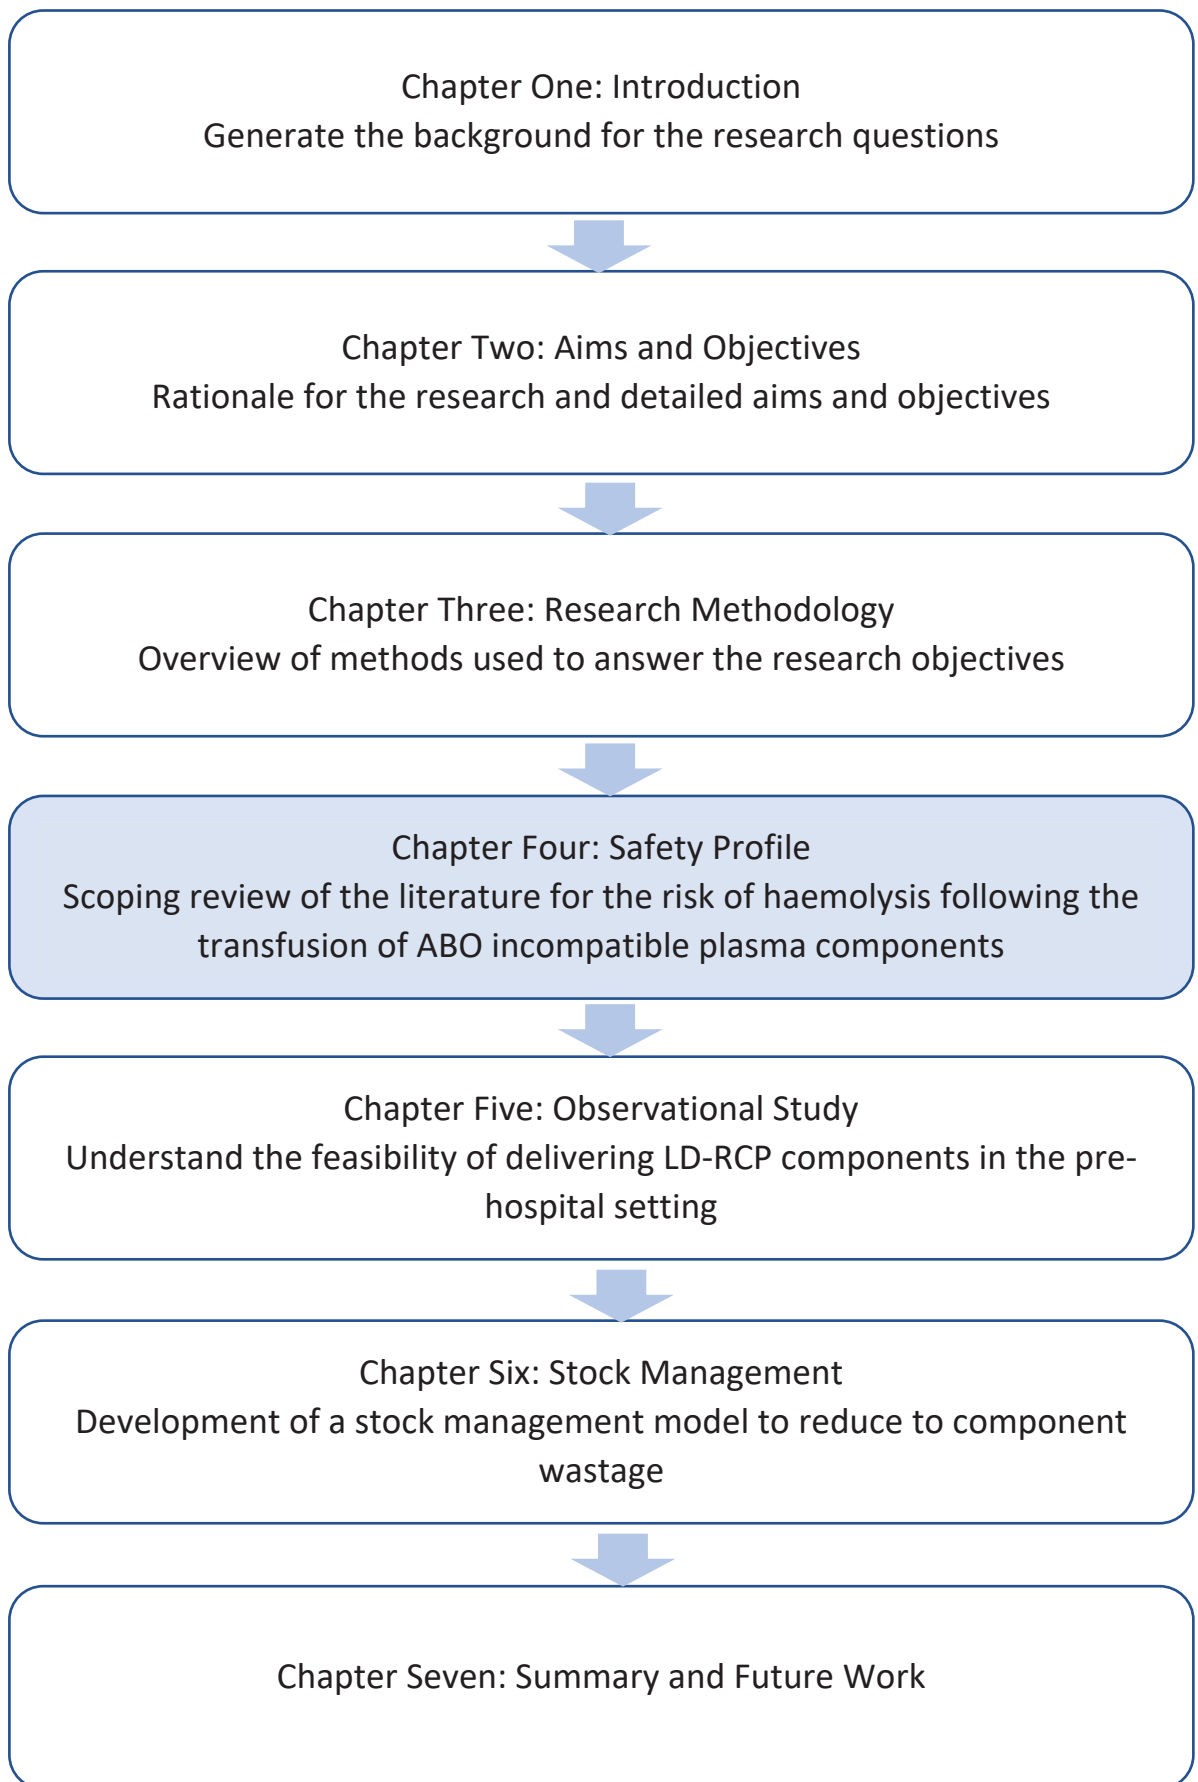 Chapter One: Introduction
Generate the background for the research questions
Chapter Two: Aims and Objectives
Rationale for the research and detailed aims and objectives
Chapter Three: Research Methodology
Overview of methods used to answer the research objectives
Chapter Four: Safety Profile
Scoping review of the literature for the risk of haemolysis following the
transfusion of ABO incompatible plasma components
Chapter Five: Observational Study
Understand the feasibility of delivering LD-RCP components in the pre-
hospital setting
Chapter Six: Stock Management
Development of a stock management model to reduce to component
wastage
Chapter Seven: Summary and Future Work